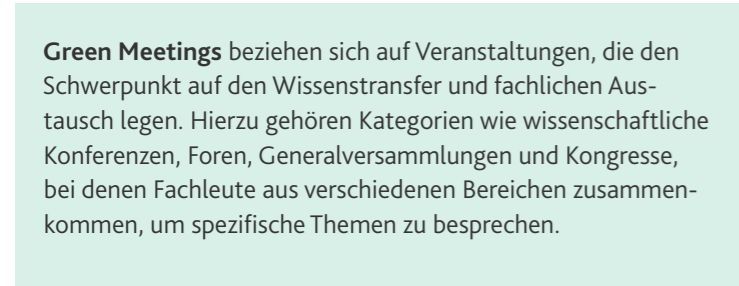 Green Meetings beziehen sich auf Veranstaltungen, die den
Schwerpunkt auf den Wissenstransfer und fachlichen Aus-
tausch legen. Hierzu gehören Kategorien wie wissenschaftliche
Konferenzen, Foren, Generalversammlungen und Kongresse,
bei denen Fachleute aus verschiedenen Bereichen zusammen-
kommen, um spezifische Themen zu besprechen.